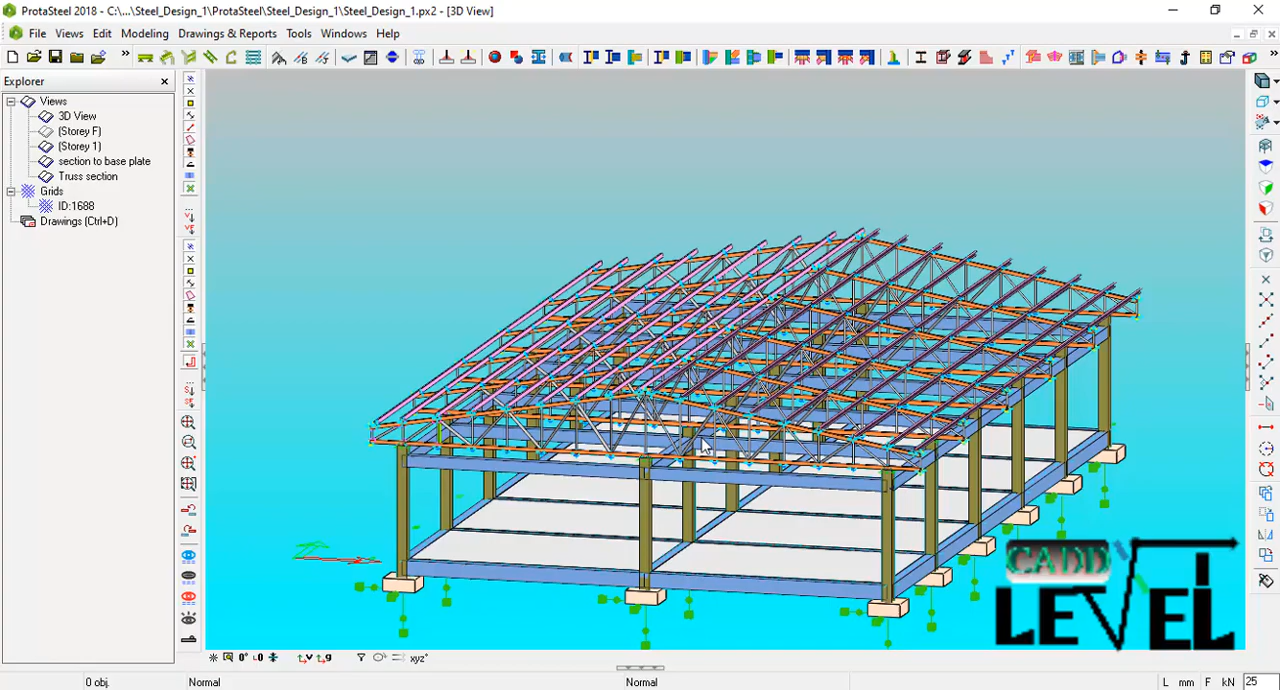 ProtaSteel 2018 - C:\...\Steel_Design_1\ProtaSteel\Steel_Design_1\Steel_Design_1.px2 - [3D View]
File Views Edit Modeling Drawings & Reports Tools Windows Help
Explorer
Views
3D View
(Storey F)
(Storey 1)
section to base plate
Truss section
Grids
ID:1688
Drawings (Ctrl+D)
CADD
LEVEL
xyz
0 obj. Normal Normal L mm F kN 25